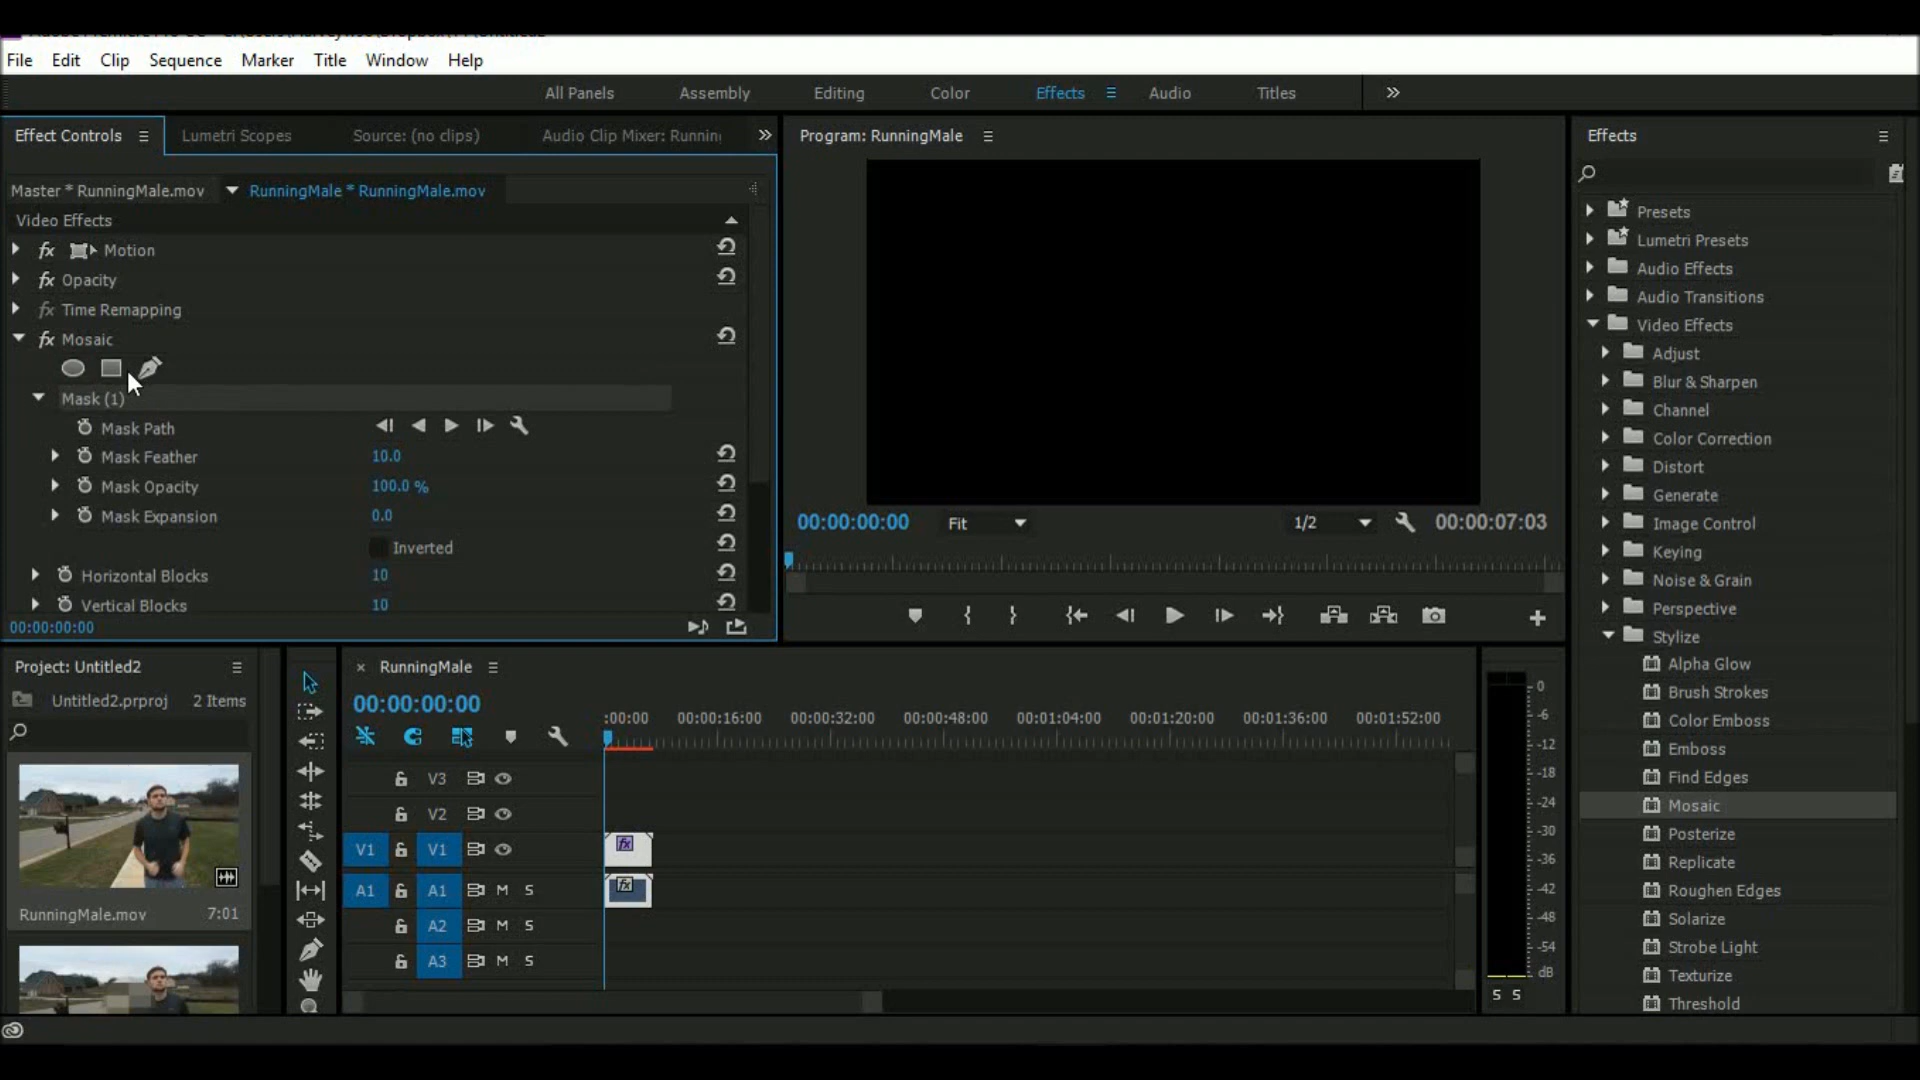 File Edit Clip Sequence Marker Title Window Help
All Panels Assembly Editing Color Effects Audio Titles
Effect Controls Lumetri Scopes Source: (no clips) Audio Clip Mixer: Runnin
Master * RunningMale.mov RunningMale * RunningMale.mov
Video Effects
fx Motion
fx Opacity
fx Time Remapping
fx Mosaic
Mask (1)
Mask Path
Mask Feather 10.0
Mask Opacity 100.0 %
Mask Expansion 0.0
Inverted
Horizontal Blocks 10
Vertical Blocks 10
00:00:00:00
Program: RunningMale
00:00:00:00 Fit 1/2 00:00:07:03
Effects
Presets
Lumetri Presets
Audio Effects
Audio Transitions
Video Effects
Adjust
Blur & Sharpen
Channel
Color Correction
Distort
Generate
Image Control
Keying
Noise & Grain
Perspective
Stylize
Alpha Glow
Brush Strokes
Color Emboss
Emboss
Find Edges
Mosaic
Posterize
Replicate
Roughen Edges
Solarize
Strobe Light
Texturize
Threshold
Project: Untitled2
Untitled2.prproj 2 Items
RunningMale.mov 7:01
× RunningMale
00:00:00:00
:00:00 00:00:16:00 00:00:32:00 00:00:48:00 00:01:04:00 00:01:20:00 00:01:36:00 00:01:52:00
V3
V2
V1 V1 fx
A1 A1 M S fx
A2 M S
A3 M S
0
-6
-12
-18
-24
-30
-36
-42
-48
-54
dB
S S